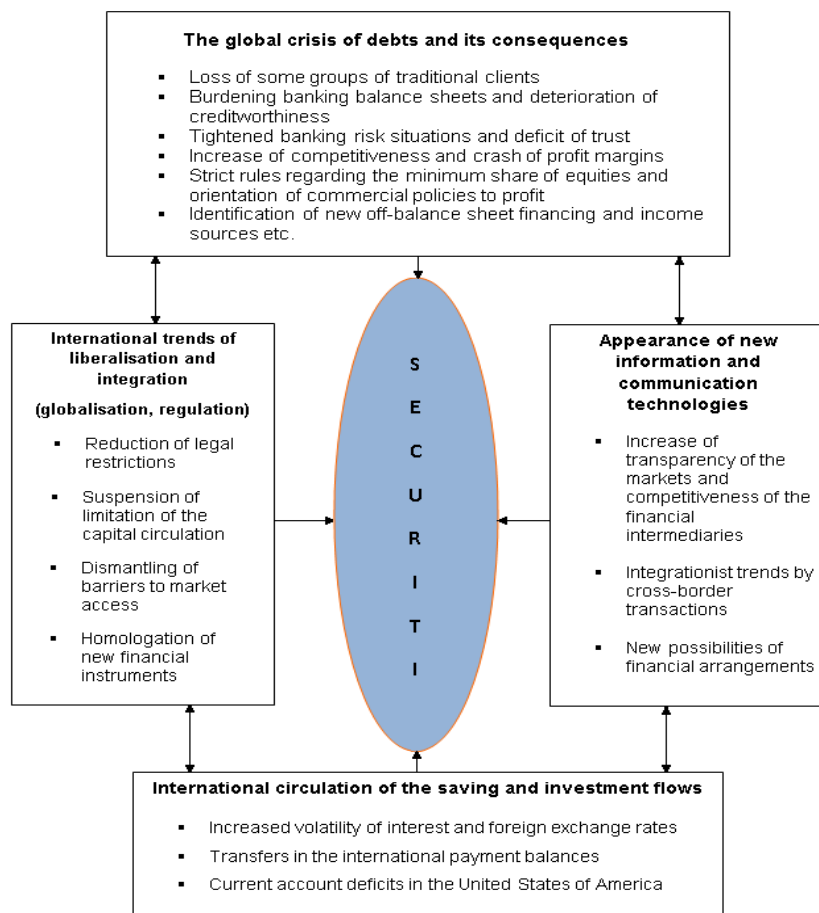 The global crisis of debts and its consequences
▪ Loss of some groups of traditional clients
▪ Burdening banking balance sheets and deterioration of
creditworthiness
▪ Tightened banking risk situations and deficit of trust
▪ Increase of competitiveness and crash of profit margins
▪ Strict rules regarding the minimum share of equities and
orientation of commercial policies to profit
▪ Identification of new off-balance sheet financing and income
sources etc.
International trends of
liberalisation and
integration
(globalisation, regulation)
▪ Reduction of legal
restrictions
▪ Suspension of
limitation of the
capital circulation
▪ Dismantling of
barriers to market
access
▪ Homologation of
new financial
instruments
S
E
C
U
R
I
T
I
Appearance of new
information and
communication
technologies
▪ Increase of
transparency of the
markets and
competitiveness of the
financial
intermediaries
▪ Integrationist trends by
cross-border
transactions
▪ New possibilities of
financial arrangements
International circulation of the saving and investment flows
▪ Increased volatility of interest and foreign exchange rates
▪ Transfers in the international payment balances
▪ Current account deficits in the United States of America